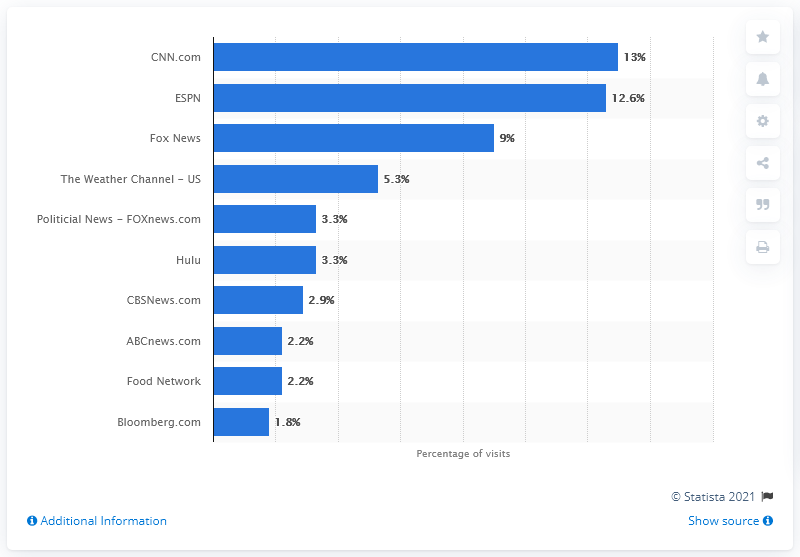 CNN.com 13%
ESPN 12.6%
Fox News 9%
The Weather Channel - US 5.3%
Politicial News - FOXnews.com 3.3%
Hulu 3.3%
CBSNews.com 2.9%
ABCnews.com 2.2%
Food Network 2.2%
Bloomberg.com 1.8%
Percentage of visits
© Statista 2021
Additional Information
Show source